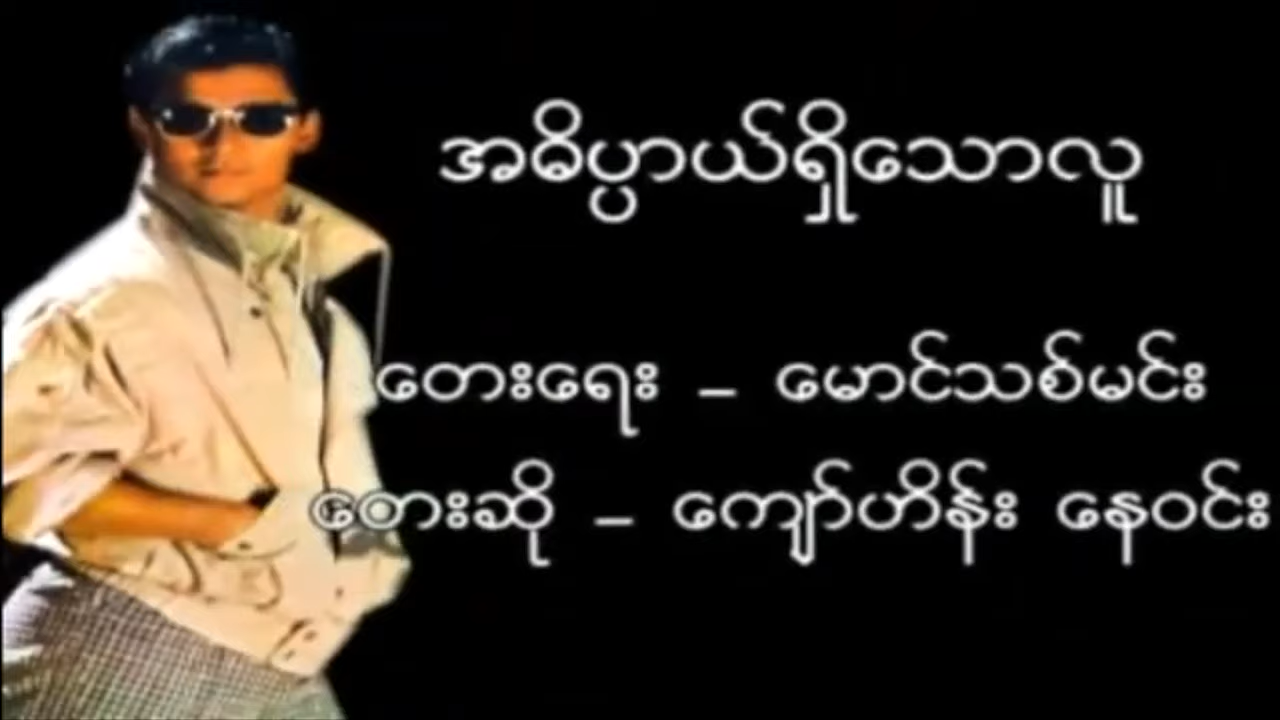 အဓိပ္ပာယ်ရှိသောလူ
တေးရေး – မောင်သစ်မင်း
တေးဆို – ကျော်ဟိန်း နေဝင်း